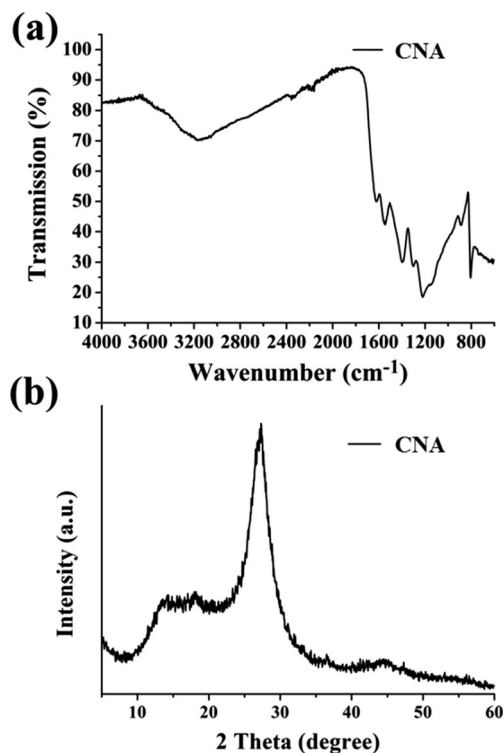 (a)
100
90
80
70
60
50
40
30
20
10
Transmission (%)
CNA
4000 3600 3200 2800 2400 2000 1600 1200 800
Wavenumber (cm⁻¹)
(b)
Intensity (a.u.)
CNA
10 20 30 40 50 60
2 Theta (degree)